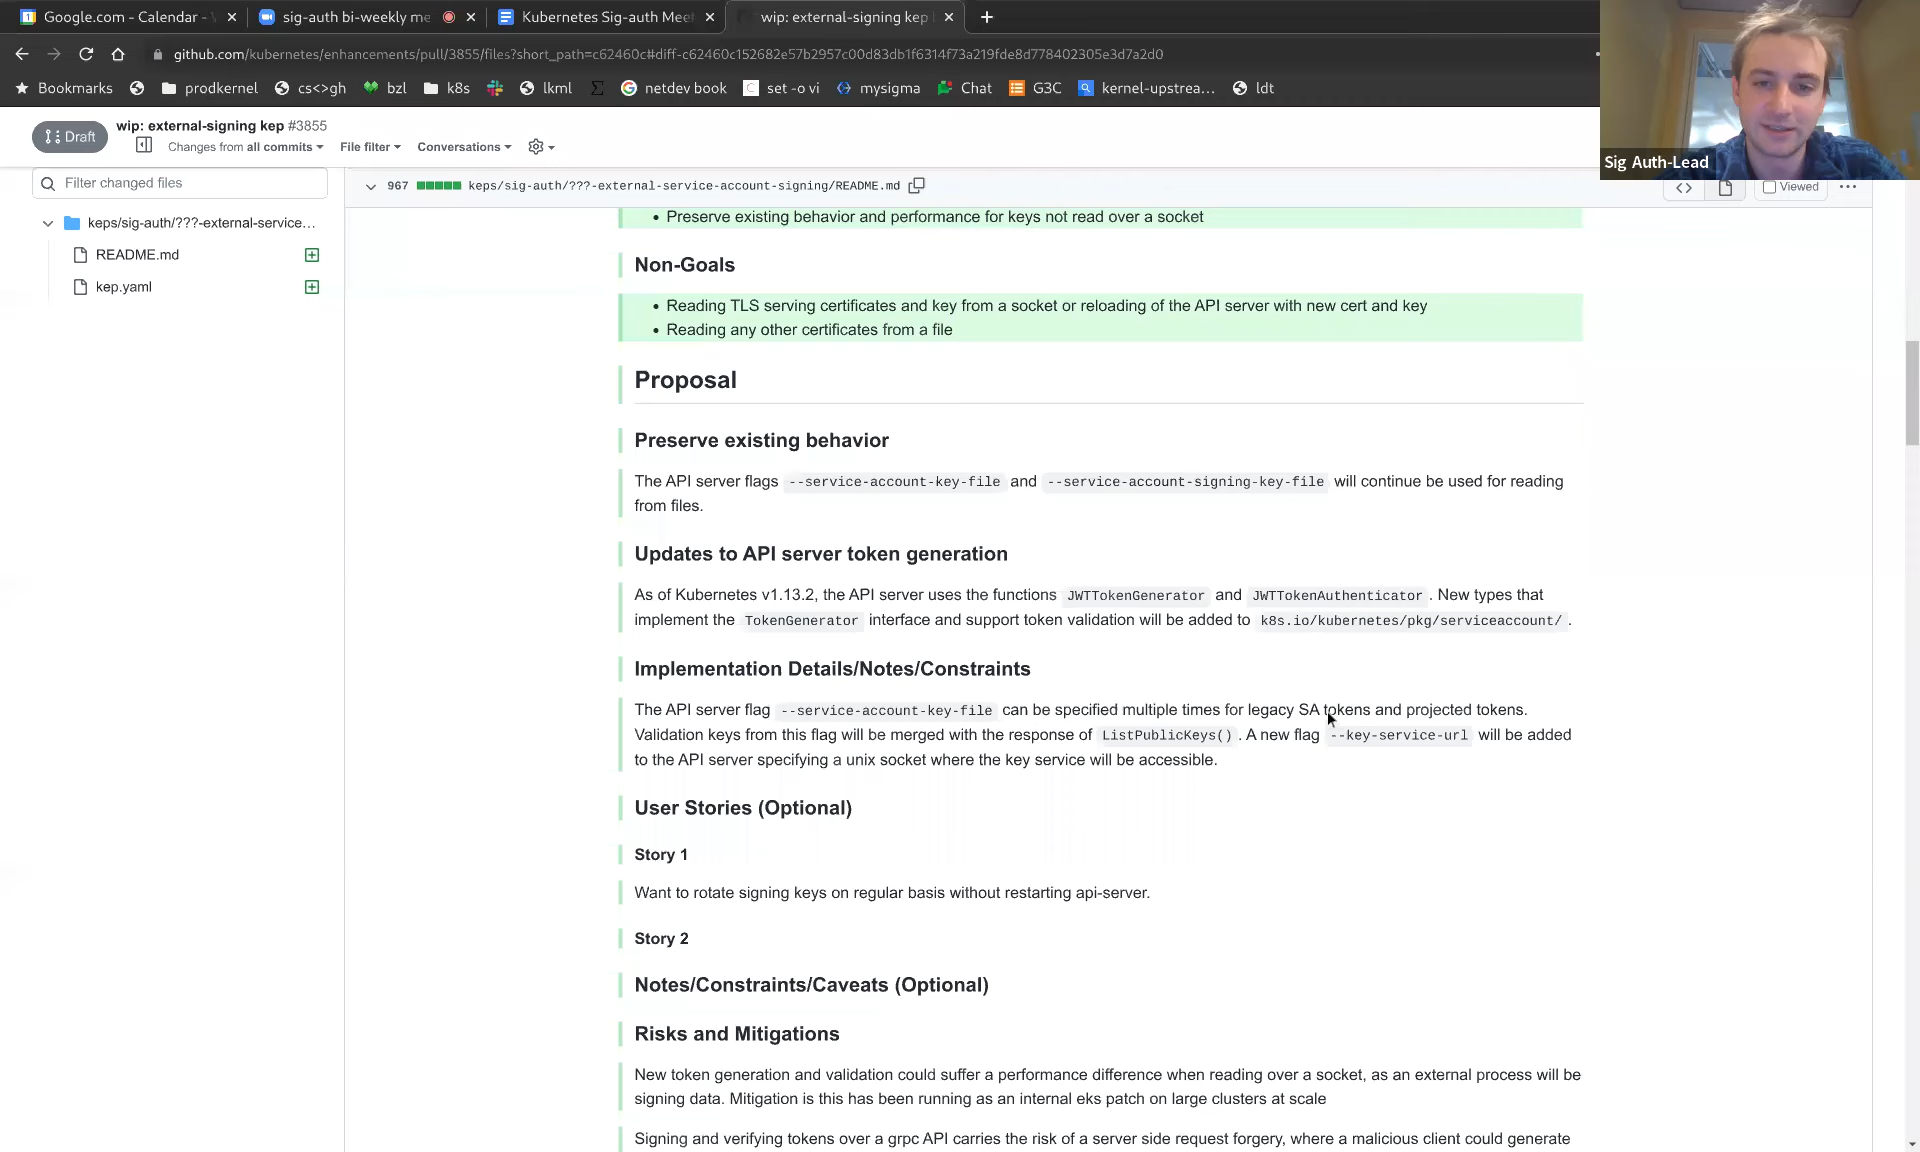 Google.com - Calendar -
sig-auth bi-weekly me
Kubernetes Sig-auth Meet
wip: external-signing kep
github.com/kubernetes/enhancements/pull/3855/files?short_path=c62460c#diff-c62460c152682e57b2957c00d83db1f6314f73a219fde8d778402305e3d7a2d0
Bookmarks
prodkernel
cs<>gh
bzl
k8s
lkml
netdev book
set -o vi
mysigma
Chat
G3C
kernel-upstrea...
ldt
Draft
wip: external-signing kep #3855
Changes from all commits
File filter
Conversations
Sig Auth-Lead
Filter changed files
967
keps/sig-auth/???-external-service-account-signing/README.md
Viewed
keps/sig-auth/???-external-service...
README.md
kep.yaml
Preserve existing behavior and performance for keys not read over a socket
Non-Goals
Reading TLS serving certificates and key from a socket or reloading of the API server with new cert and key
Reading any other certificates from a file
Proposal
Preserve existing behavior
The API server flags --service-account-key-file and --service-account-signing-key-file will continue be used for reading
from files.
Updates to API server token generation
As of Kubernetes v1.13.2, the API server uses the functions JWTTokenGenerator and JWTTokenAuthenticator . New types that
implement the TokenGenerator interface and support token validation will be added to k8s.io/kubernetes/pkg/serviceaccount/ .
Implementation Details/Notes/Constraints
The API server flag --service-account-key-file can be specified multiple times for legacy SA tokens and projected tokens.
Validation keys from this flag will be merged with the response of ListPublicKeys() . A new flag --key-service-url will be added
to the API server specifying a unix socket where the key service will be accessible.
User Stories (Optional)
Story 1
Want to rotate signing keys on regular basis without restarting api-server.
Story 2
Notes/Constraints/Caveats (Optional)
Risks and Mitigations
New token generation and validation could suffer a performance difference when reading over a socket, as an external process will be
signing data. Mitigation is this has been running as an internal eks patch on large clusters at scale
Signing and verifying tokens over a grpc API carries the risk of a server side request forgery, where a malicious client could generate